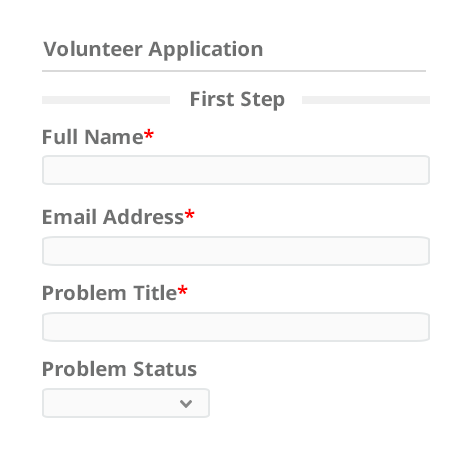 Volunteer Application
First Step
Full Name*
Email Address*
Problem Title*
Problem Status